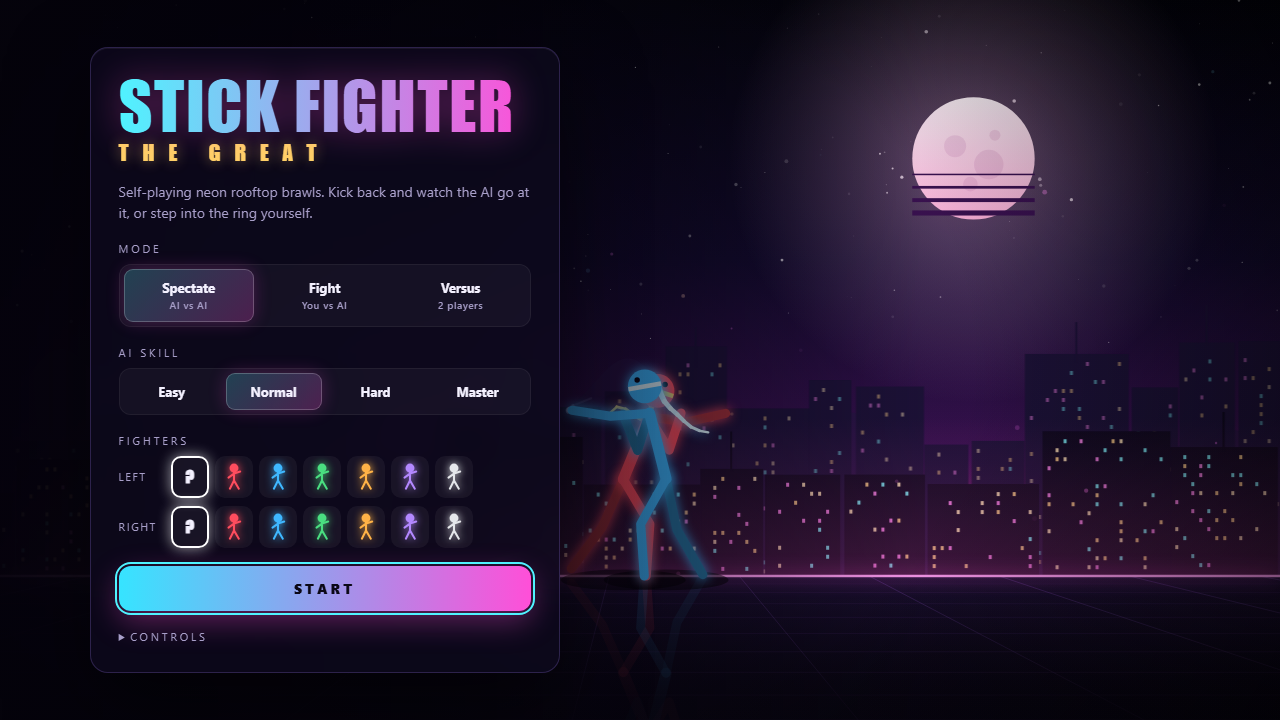 STICK FIGHTER
THE GREAT
Self-playing neon rooftop brawls. Kick back and watch the AI go at
it, or step into the ring yourself.
MODE
Spectate Fight Versus
AI vs AI You vs AI 2 players
AI SKILL
Easy Normal Hard Master
FIGHTERS
LEFT ?
RIGHT ?
START
CONTROLS